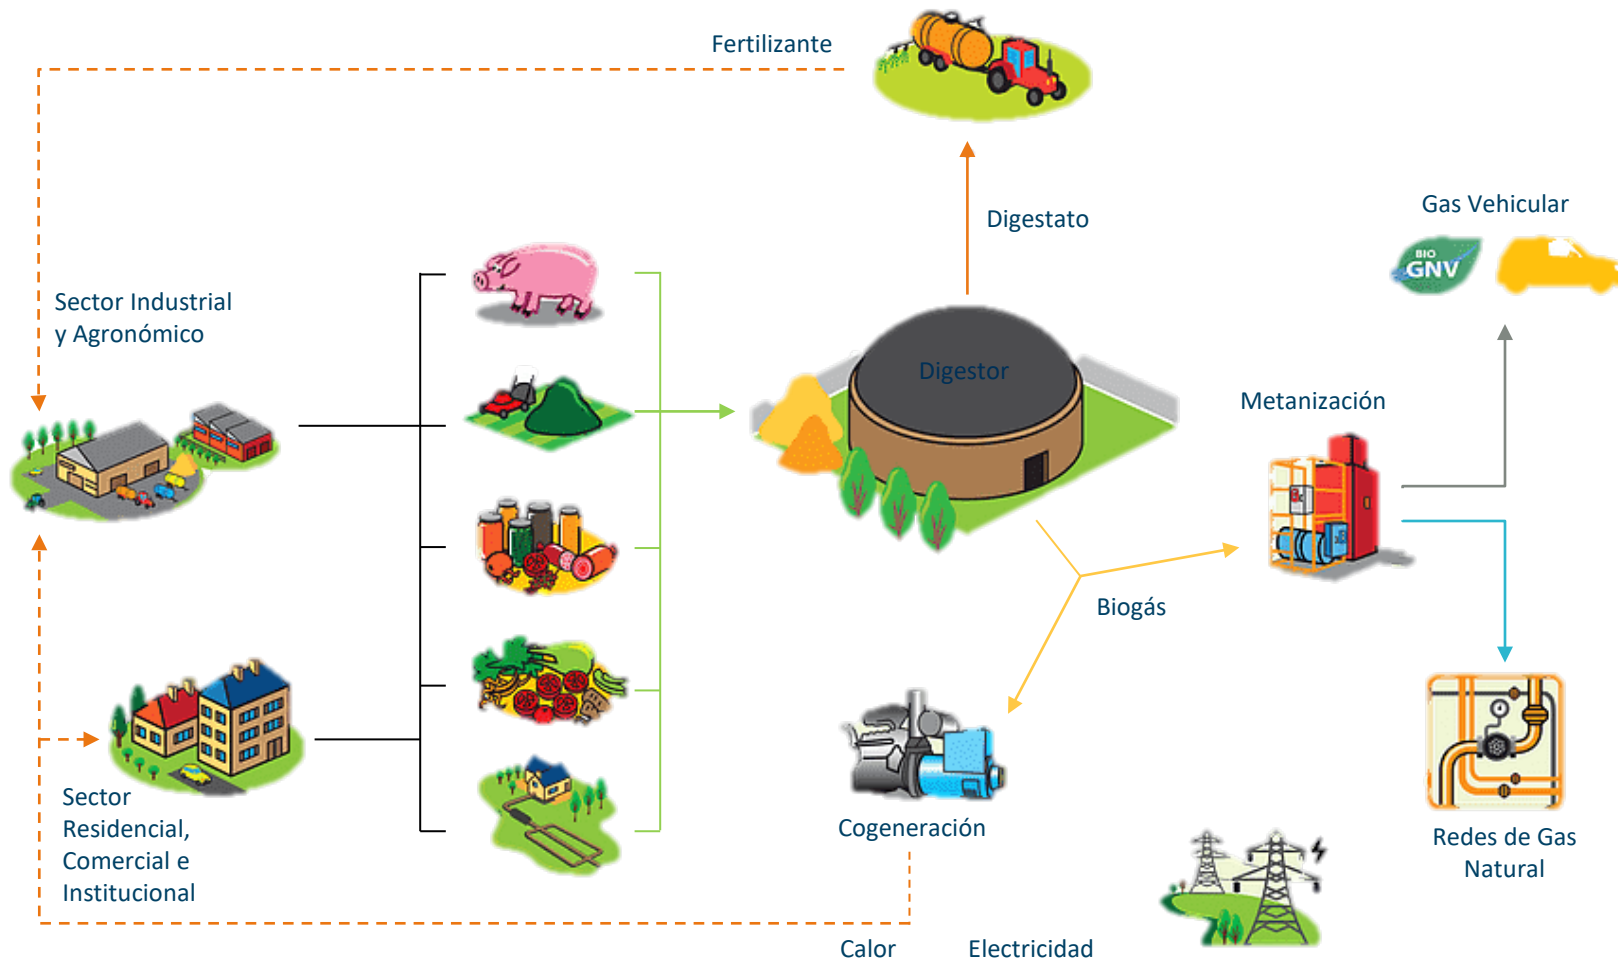 Fertilizante
Digestato
Gas Vehicular
BIO
GNV
Sector Industrial
y Agronómico
Digestor
Metanización
Biogás
Sector
Residencial,
Comercial e
Institucional
Cogeneración
Redes de Gas
Natural
Calor
Electricidad